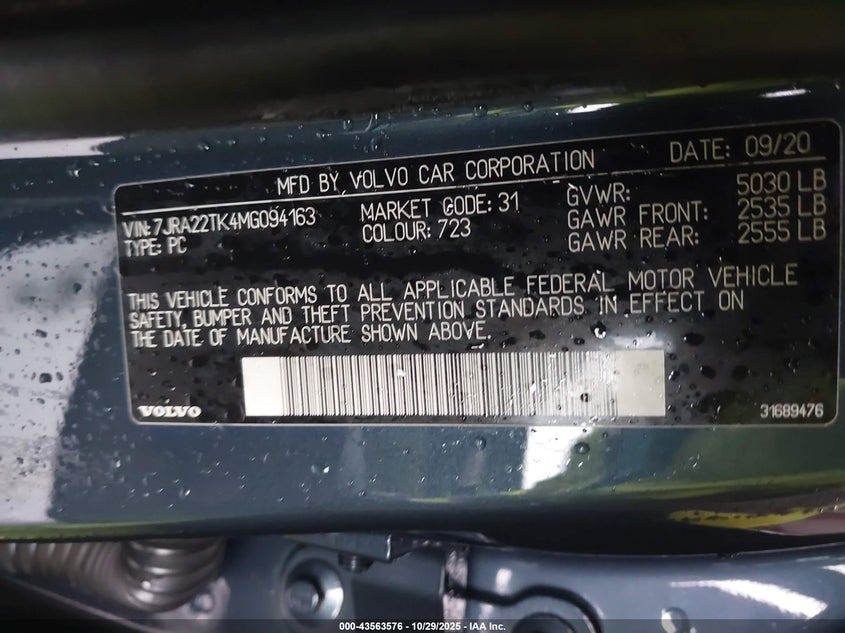 MFD BY VOLVO CAR CORPORATION DATE: 09/20
VIN: 7JRA22TK4MG094163 MARKET CODE: 31 GVWR: 5030 LB
TYPE: PC COLOUR: 723 GAWR FRONT: 2535 LB
GAWR REAR: 2555 LB
THIS VEHICLE CONFORMS TO ALL APPLICABLE FEDERAL MOTOR VEHICLE
SAFETY, BUMPER AND THEFT PREVENTION STANDARDS IN EFFECT ON
THE DATE OF MANUFACTURE SHOWN ABOVE.
VOLVO 31689476
000-43563576 - 10/29/2025 - IAA Inc.